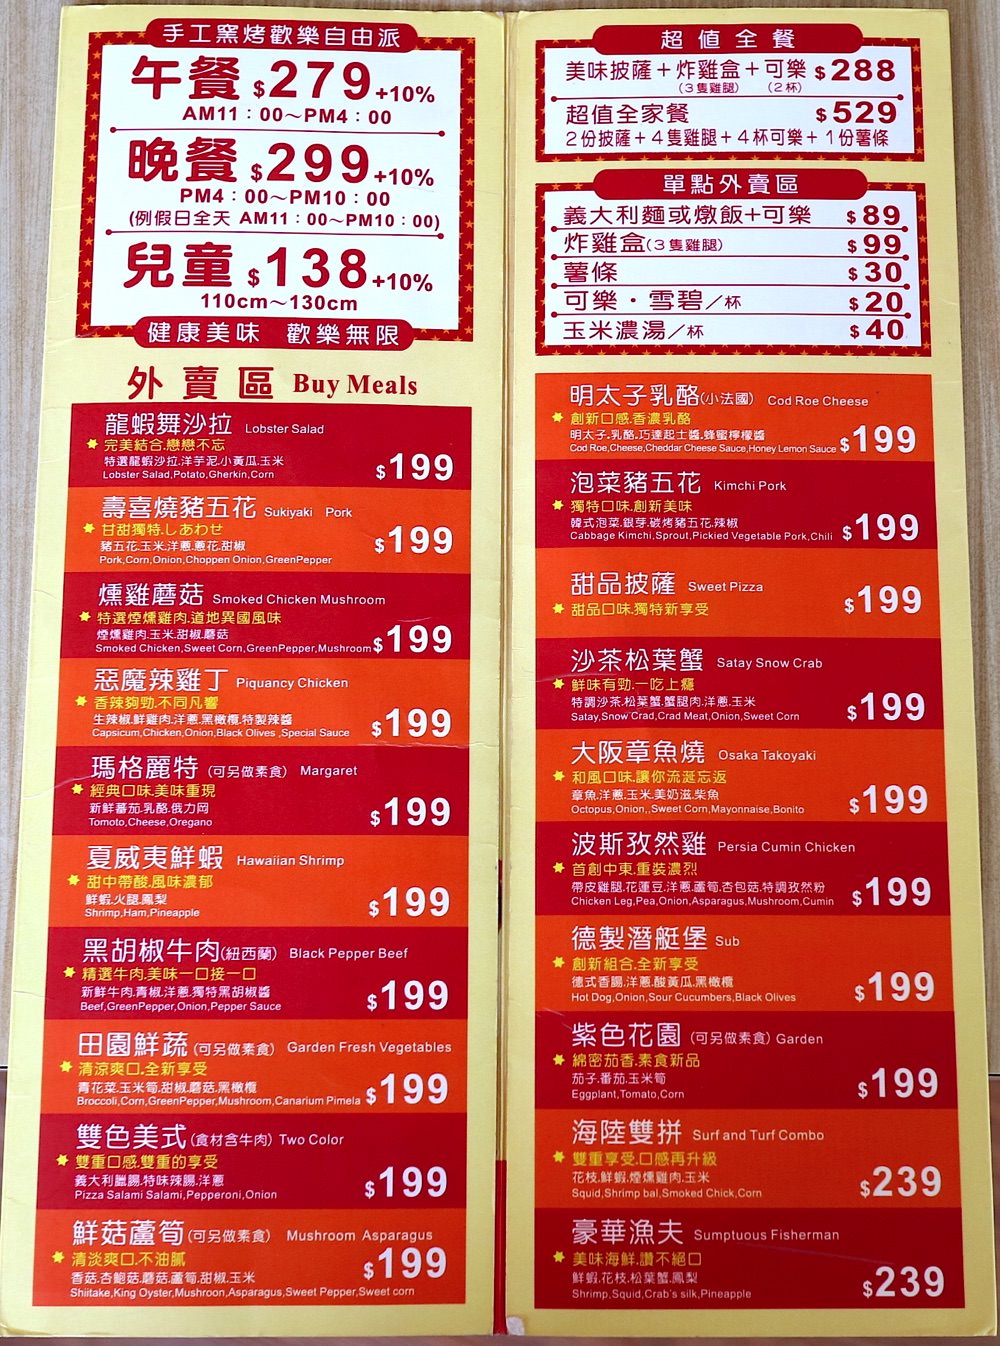 手工窯烤歡樂自由派
午餐 $279+10%
AM11：00～PM4：00
晚餐 $299+10%
PM4：00～PM10：00
(例假日全天 AM11：00～PM10：00)
兒童 $138+10%
110cm～130cm
健康美味 歡樂無限
外賣區 Buy Meals
龍蝦舞沙拉 Lobster Salad
完美結合.戀戀不忘
特選龍蝦沙拉.洋芋泥.小黃瓜.玉米
Lobster Salad,Potato,Gherkin,Corn
$199
壽喜燒豬五花 Sukiyaki Pork
甘甜獨特.しあわせ
豬五花.玉米.洋蔥.蔥花.甜椒
Pork,Corn,Onion,Choppen Onion,GreenPepper
$199
燻雞蘑菇 Smoked Chicken Mushroom
特選煙燻雞肉.道地異國風味
煙燻雞肉.玉米.甜椒.蘑菇
Smoked Chicken,Sweet Corn,GreenPepper,Mushroom
$199
惡魔辣雞丁 Piquancy Chicken
香辣夠勁.不同凡響
生辣椒.鮮雞肉.洋蔥.黑橄欖.特製辣醬
Capsicum,Chicken,Onion,Black Olives ,Special Sauce
$199
瑪格麗特 (可另做素食) Margaret
經典口味.美味重現
新鮮蕃茄.乳酪.俄力岡
Tomoto,Cheese,Oregano
$199
夏威夷鮮蝦 Hawaiian Shrimp
甜中帶酸.風味濃郁
鮮蝦.火腿.鳳梨
Shrimp,Ham,Pineapple
$199
黑胡椒牛肉(紐西蘭) Black Pepper Beef
精選牛肉.美味一口接一口
新鮮牛肉.青椒.洋蔥.獨特黑胡椒醬
Beef,GreenPepper,Onion,Pepper Sauce
$199
田園鮮蔬 (可另做素食) Garden Fresh Vegetables
清涼爽口.全新享受
青花菜.玉米筍.甜椒.蘑菇.黑橄欖
Broccoli,Corn,GreenPepper,Mushroom,Canarium Pimela
$199
雙色美式 (食材含牛肉) Two Color
雙重口感.雙重的享受
義大利臘腸.特味辣腸.洋蔥
Pizza Salami Salami,Pepperoni,Onion
$199
鮮菇蘆筍 (可另做素食) Mushroom Asparagus
清淡爽口.不油膩
香菇.杏鮑菇.蘑菇.蘆筍.甜椒.玉米
Shiitake,King Oyster,Mushroon,Asparagus,Sweet Pepper,Sweet corn
$199
超值全餐
美味披薩＋炸雞盒＋可樂 $288
(3隻雞腿) (2杯)
超值全家餐 $529
2份披薩＋4隻雞腿＋4杯可樂＋1份薯條
單點外賣區
義大利麵或燉飯+可樂 $89
炸雞盒(3隻雞腿) $99
薯條 $30
可樂・雪碧／杯 $20
玉米濃湯／杯 $40
明太子乳酪(小法國) Cod Roe Cheese
創新口感.香濃乳酪
明太子.乳酪.巧達起士醬.蜂蜜檸檬醬
Cod Roe,Cheese,Cheddar Cheese Sauce,Honey Lemon Sauce
$199
泡菜豬五花 Kimchi Pork
獨特口味.創新美味
韓式泡菜.銀芽.碳烤豬五花.辣椒
Cabbage Kimchi,Sprout,Pickied Vegetable Pork,Chili
$199
甜品披薩 Sweet Pizza
甜品口味.獨特新享受
$199
沙茶松葉蟹 Satay Snow Crab
鮮味有勁.一吃上癮
特調沙茶.松葉蟹.蟹腿肉.洋蔥.玉米
Satay,Snow Crad,Crad Meat,Onion,Sweet Corn
$199
大阪章魚燒 Osaka Takoyaki
和風口味.讓你流涎忘返
章魚.洋蔥.玉米.美奶滋.柴魚
Octopus,Onion,,Sweet Corn,Mayonnaise,Bonito
$199
波斯孜然雞 Persia Cumin Chicken
首創中東.重裝濃烈
帶皮雞腿.花蓮豆.洋蔥.蘆筍.杏包菇.特調孜然粉
Chicken Leg,Pea,Onion,Asparagus,Mushroom,Cumin
$199
德製潛艇堡 Sub
創新組合.全新享受
德式香腸.洋蔥.酸黃瓜.黑橄欖
Hot Dog,Onion,Sour Cucumbers,Black Olives
$199
紫色花園 (可另做素食) Garden
綿密茄香.素食新品
茄子.番茄.玉米筍
Eggplant,Tomato,Corn
$199
海陸雙拼 Surf and Turf Combo
雙重享受.口感再升級
花枝.鮮蝦.煙燻雞肉.玉米
Squid,Shrimp bal,Smoked Chick,Corn
$239
豪華漁夫 Sumptuous Fisherman
美味海鮮.讚不絕口
鮮蝦.花枝.松葉蟹.鳳梨
Shrimp,Squid,Crab's silk,Pineapple
$239